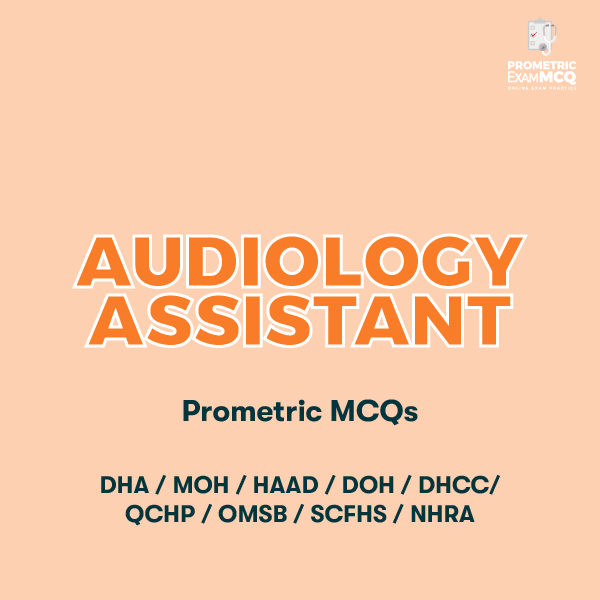 PROMETRIC
EXAMMCQ
ONLINE EXAM PRACTICE
AUDIOLOGY
ASSISTANT
Prometric MCQs
DHA / MOH / HAAD / DOH / DHCC/
QCHP / OMSB / SCFHS / NHRA